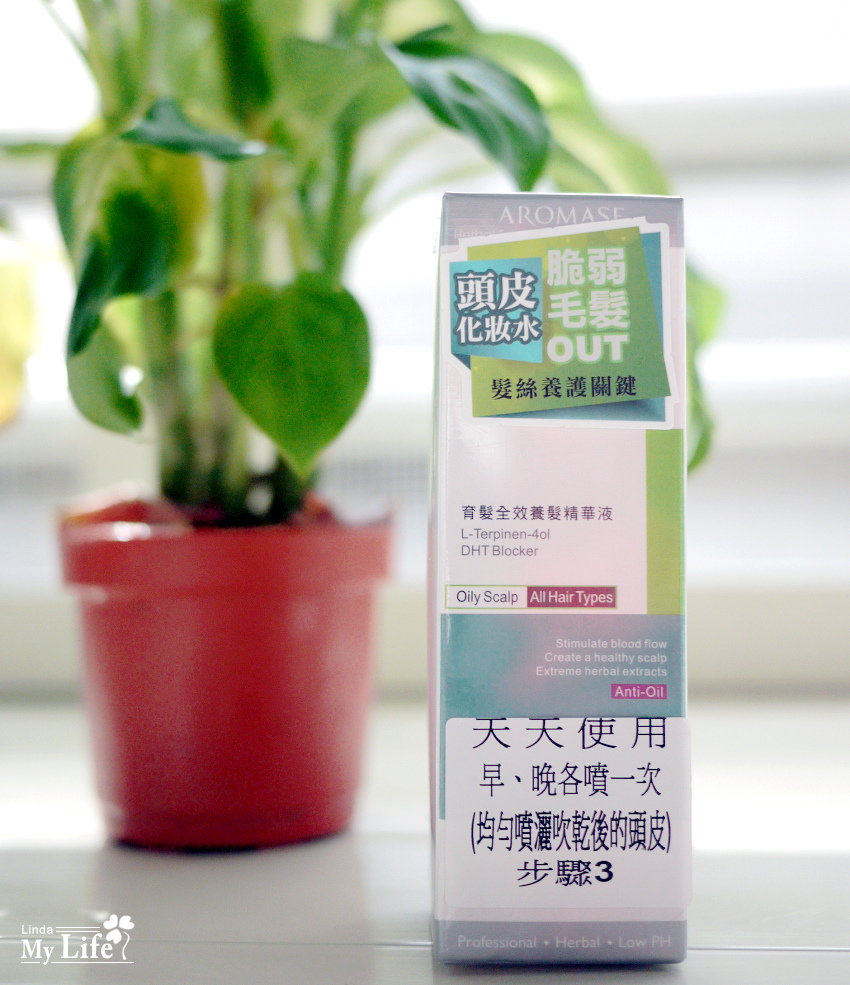 AROMASE
頭皮
化妝水
脆弱
毛髮
OUT
髮絲養護關鍵
育髮全效養髮精華液
L-Terpinen-4ol
DHT Blocker
Oily Scalp All Hair Types
Stimulate blood flow
Create a healthy scalp
Extreme herbal extracts
Anti-Oil
天天使用
早、晚各噴一次
(均勻噴灑吹乾後的頭皮)
步驟3
Professional • Herbal • Low PH
Linda
My Life